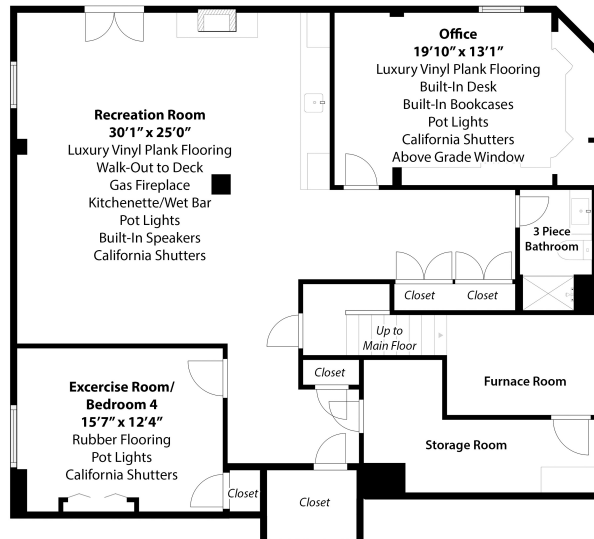 Office
19'10" x 13'1"
Luxury Vinyl Plank Flooring
Built-In Desk
Built-In Bookcases
Pot Lights
California Shutters
Above Grade Window
Recreation Room
30'1" x 25'0"
Luxury Vinyl Plank Flooring
Walk-Out to Deck
Gas Fireplace
Kitchenette/Wet Bar
Pot Lights
Built-In Speakers
California Shutters
3 Piece
Bathroom
Closet
Closet
Up to
Main Floor
Closet
Furnace Room
Excercise Room/
Bedroom 4
15'7" x 12'4"
Rubber Flooring
Pot Lights
California Shutters
Storage Room
Closet
Closet